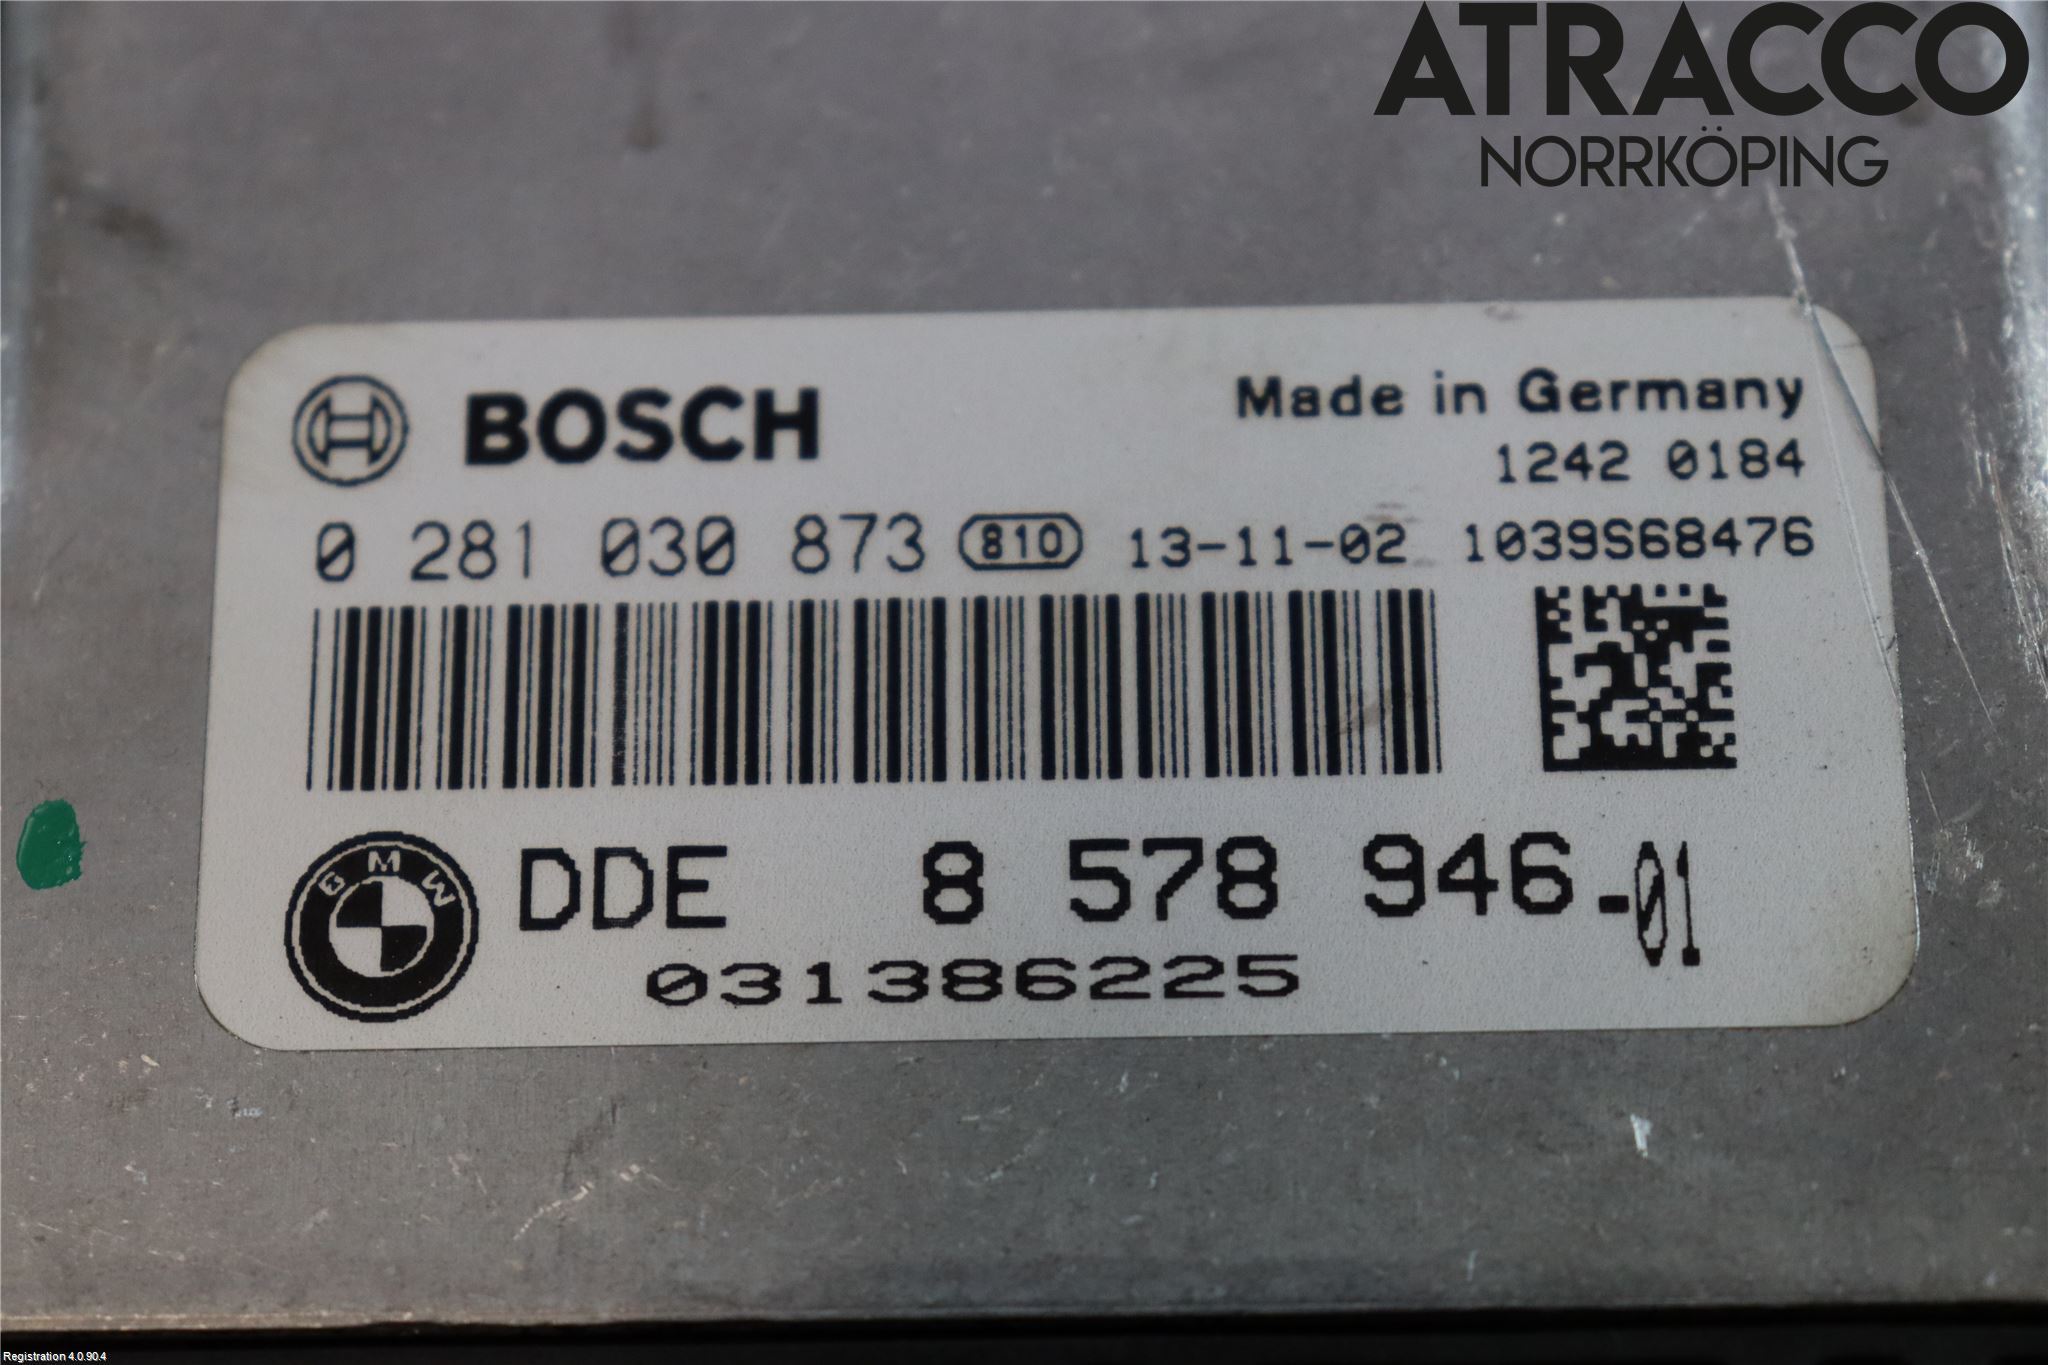 ATRACCO
NORRKÖPING
BOSCH
Made in Germany
1242 0184
0 281 030 873 810 13-11-02 1039S68476
BMW
DDE 8 578 946-01
031386225
Registration 4.0.90.4